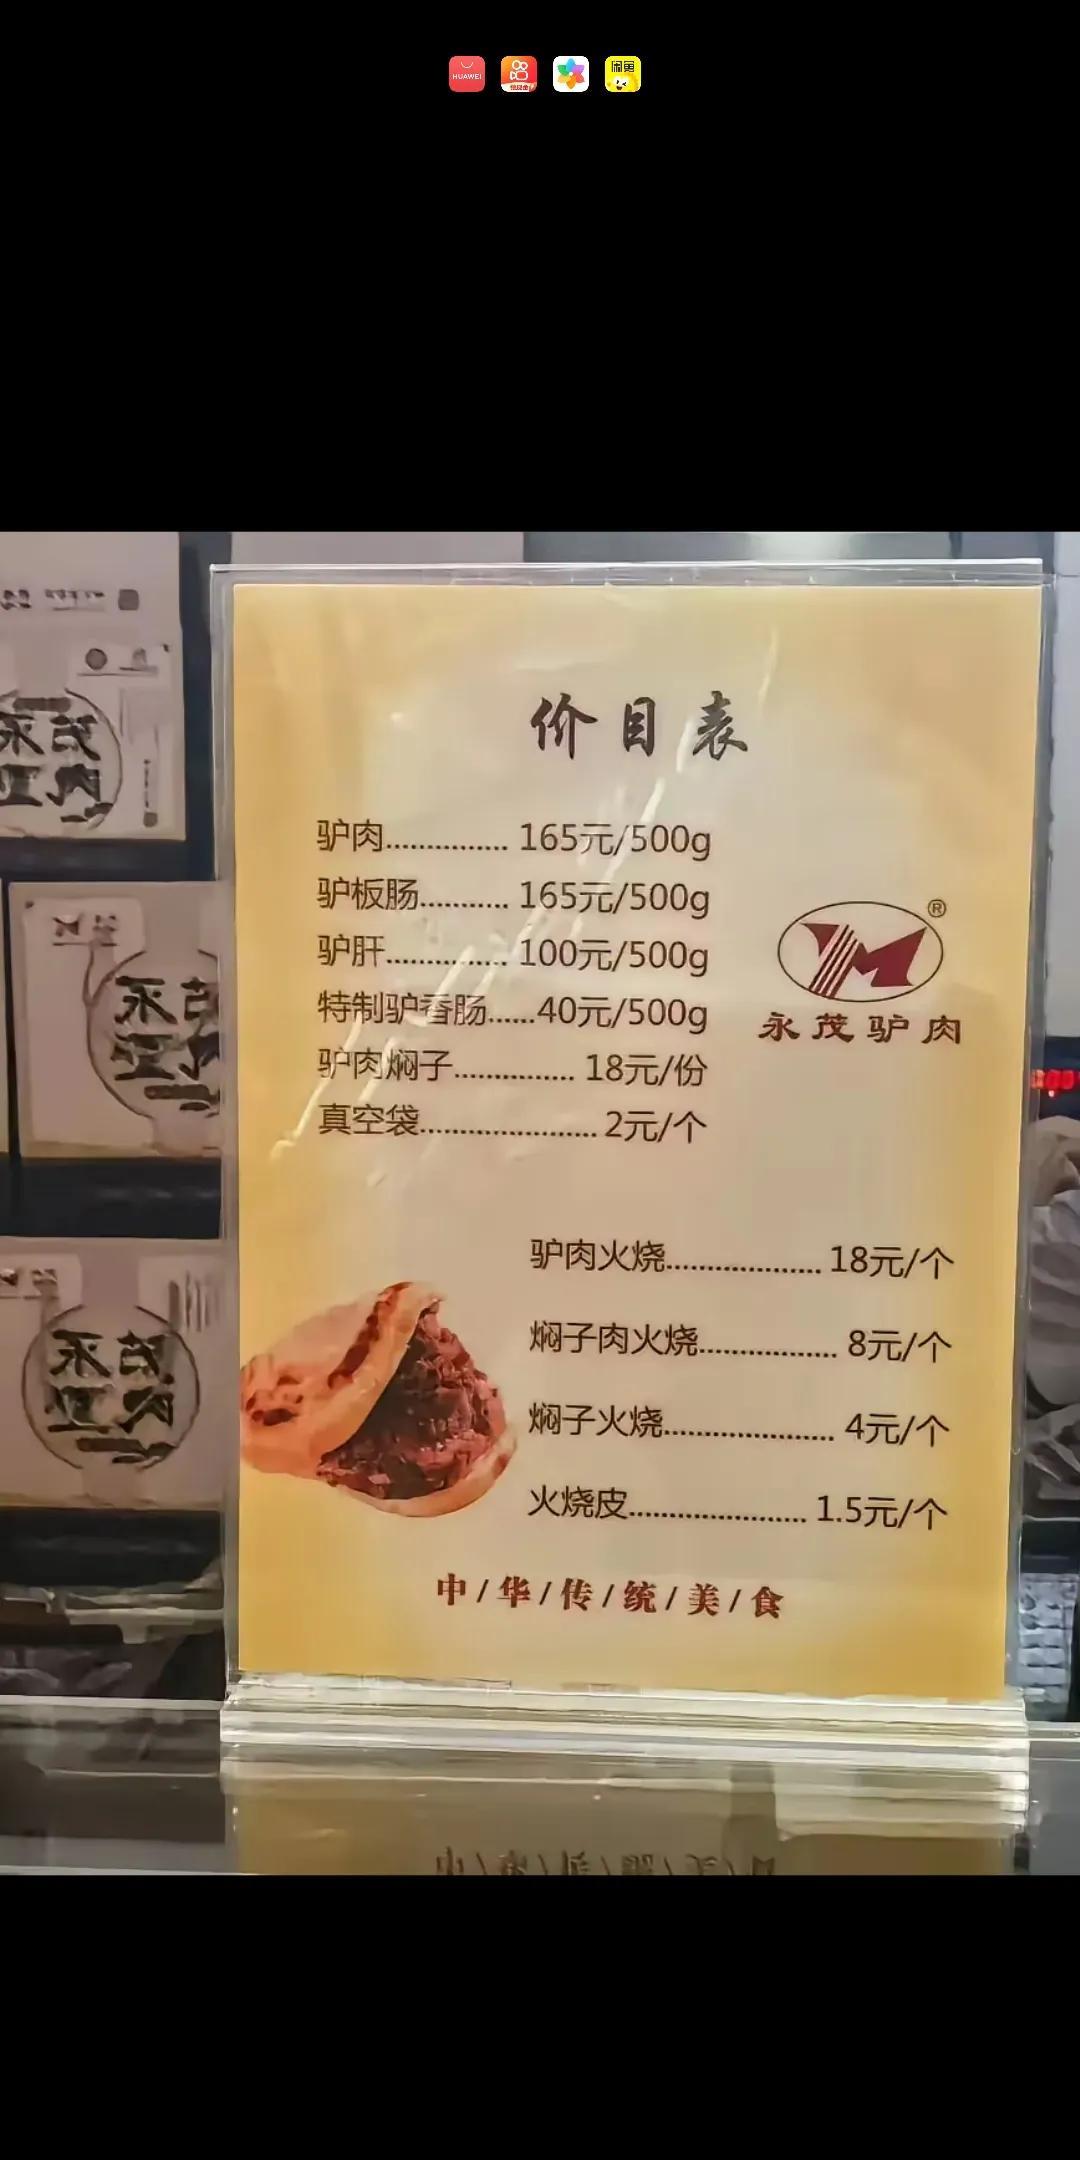 HUAWEI
闲鱼
价目表
驴肉............... 165元/500g
驴板肠........... 165元/500g
驴肝............... 100元/500g
特制驴香肠......40元/500g
驴肉焖子............... 18元/份
真空袋...................... 2元/个
®
永茂驴肉
驴肉火烧................... 18元/个
焖子肉火烧................. 8元/个
焖子火烧..................... 4元/个
火烧皮...................... 1.5元/个
中/华/传/统/美/食